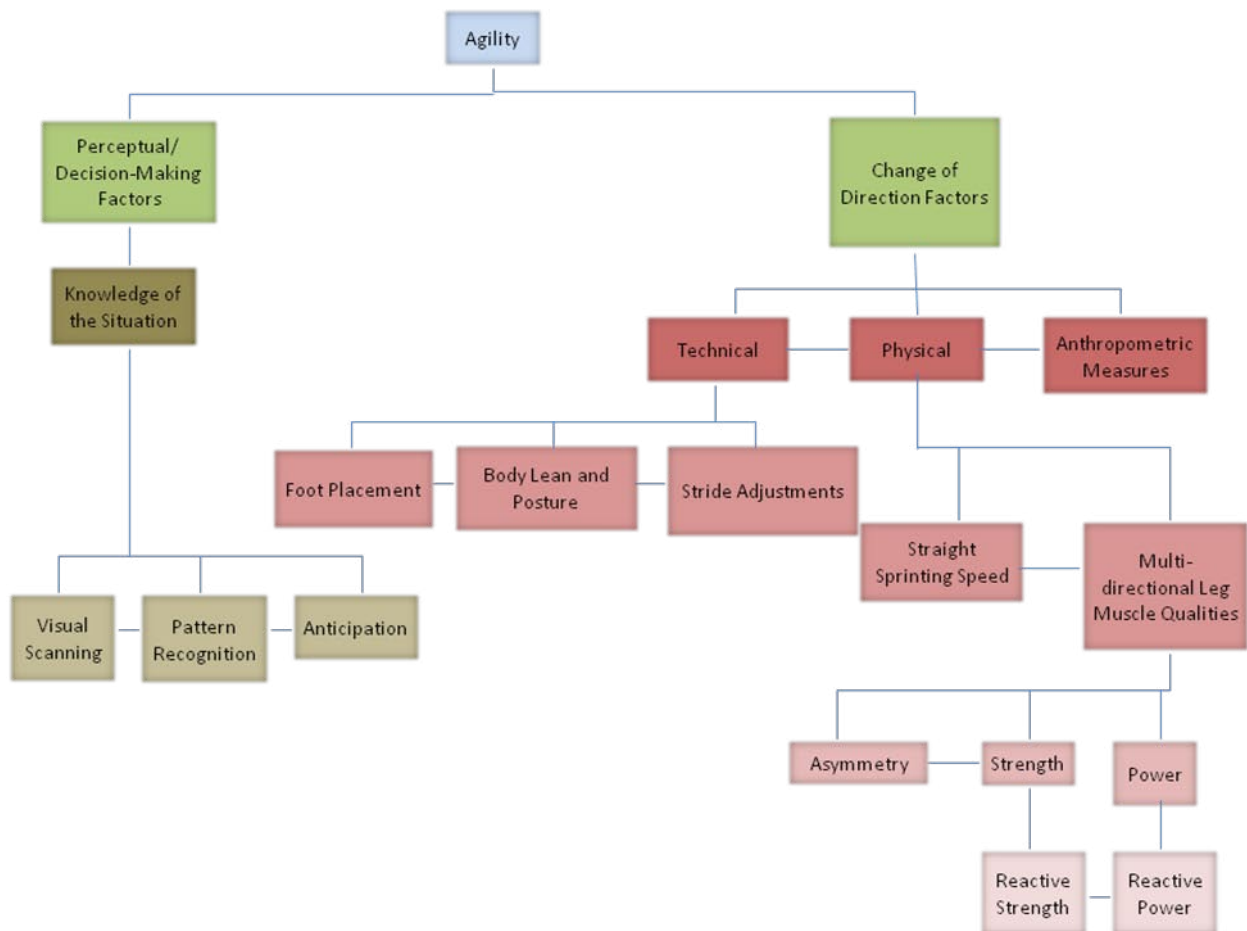 Agility
Perceptual/
Decision-Making
Factors
Change of
Direction Factors
Knowledge of
the Situation
Technical
Physical
Anthropometric
Measures
Foot Placement
Body Lean and
Posture
Stride Adjustments
Straight
Sprinting Speed
Multi-
directional Leg
Muscle Qualities
Visual
Scanning
Pattern
Recognition
Anticipation
Asymmetry
Strength
Power
Reactive
Strength
Reactive
Power